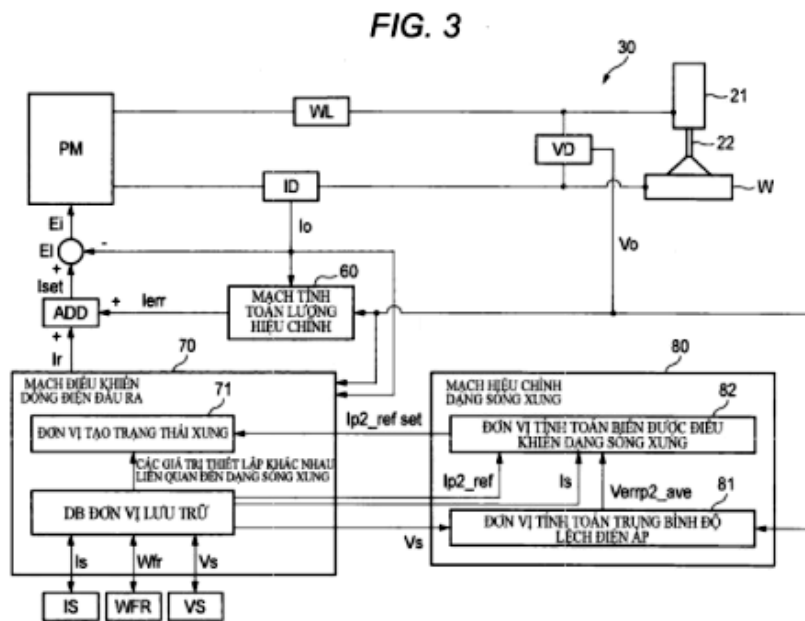 FIG. 3
30
21
WL
PM
VD
22
ID
W
Ei
Io
EI
-
+
Vo
Iset
60
ADD
+
Ierr
MẠCH TÍNH
TOÁN LƯỢNG
HIỆU CHỈNH
+
Ir
70
80
MẠCH ĐIỀU KHIỂN
DÒNG ĐIỆN ĐẦU RA
71
MẠCH HIỆU CHỈNH
DẠNG SÓNG XUNG
82
Ip2_ref set
ĐƠN VỊ TẠO TRẠNG THÁI XUNG
ĐƠN VỊ TÍNH TOÁN BIẾN ĐƯỢC ĐIỀU
KHIỂN DẠNG SÓNG XUNG
CÁC GIÁ TRỊ THIẾT LẬP KHÁC NHAU
LIÊN QUAN ĐẾN DẠNG SÓNG XUNG
Ip2_ref
Is
Verrp2_ave
81
DB ĐƠN VỊ LƯU TRỮ
Vs
ĐƠN VỊ TÍNH TOÁN TRUNG BÌNH ĐỘ
LỆCH ĐIỆN ÁP
Is
Wfr
Vs
IS
WFR
VS